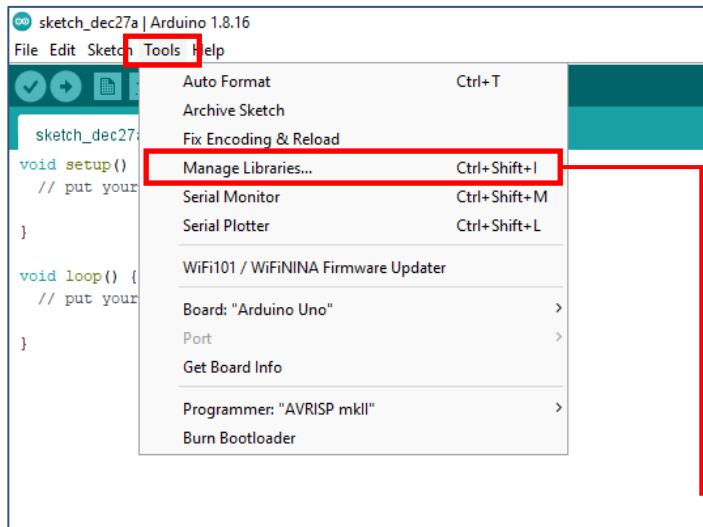 sketch_dec27a | Arduino 1.8.16
File Edit Sketch Tools Help
Auto Format Ctrl+T
Archive Sketch
sketch_dec27a Fix Encoding & Reload
void setup() Manage Libraries... Ctrl+Shift+I
// put your Serial Monitor Ctrl+Shift+M
Serial Plotter Ctrl+Shift+L
}
WiFi101 / WiFiNINA Firmware Updater
void loop() {
// put your Board: "Arduino Uno" >
Port >
} Get Board Info
Programmer: "AVRISP mkII" >
Burn Bootloader